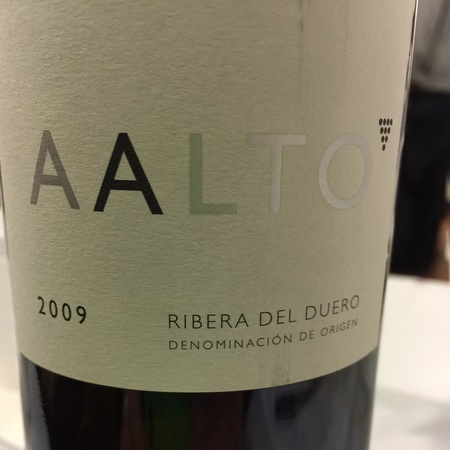 AALTO
2009
RIBERA DEL DUERO
DENOMINACIÓN DE ORIGEN